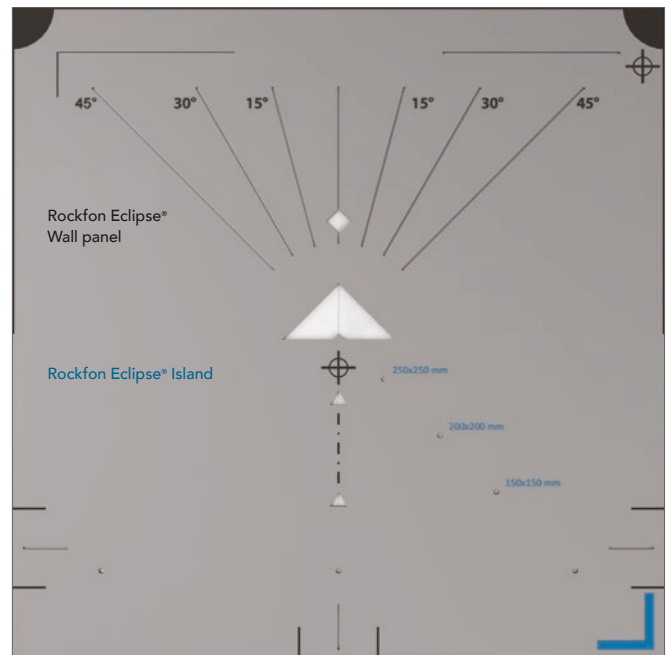 45° 30° 15° 15° 30° 45°
Rockfon Eclipse®
Wall panel
Rockfon Eclipse® Island
250x250 mm
200x200 mm
150x150 mm